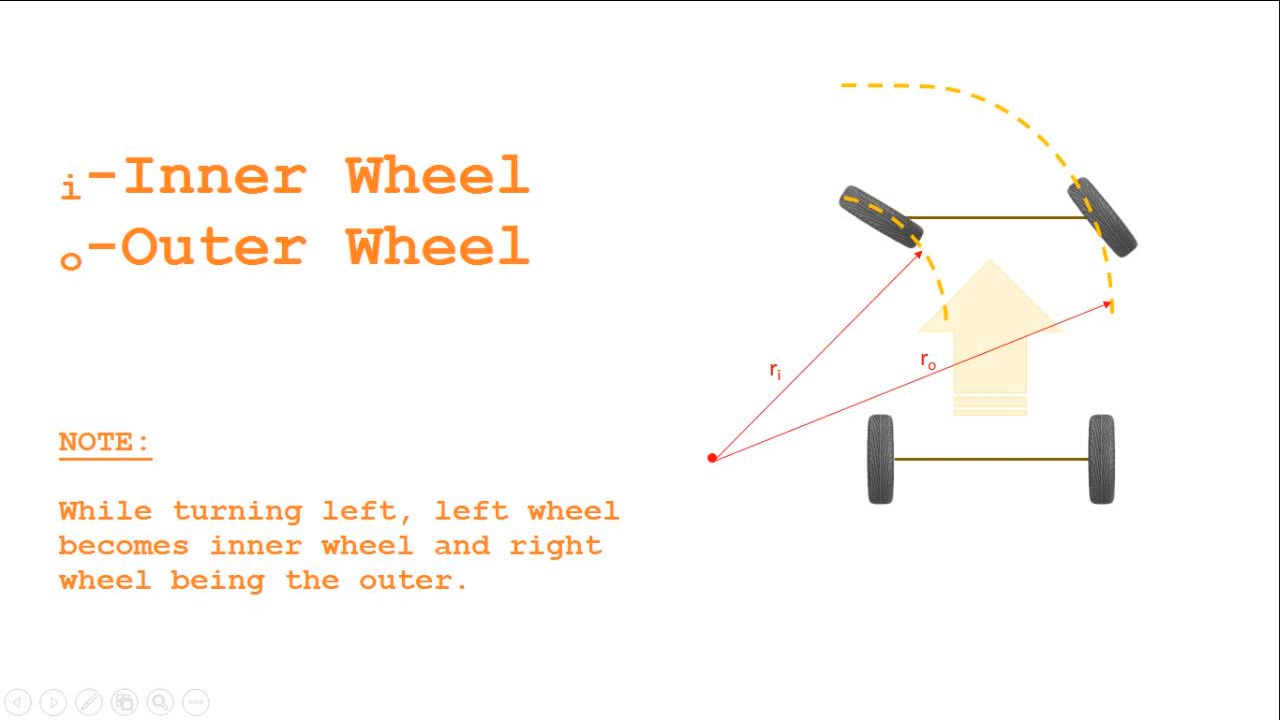 i-Inner Wheel
o-Outer Wheel
NOTE:
While turning left, left wheel
becomes inner wheel and right
wheel being the outer.
ri
ro